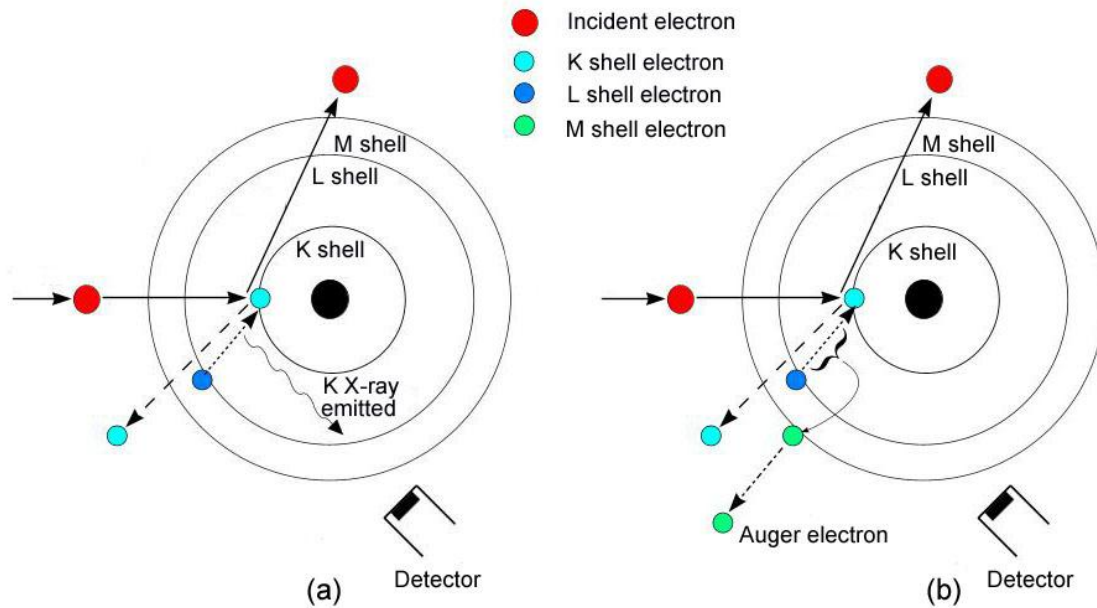 Incident electron
K shell electron
L shell electron
M shell electron
M shell
L shell
K shell
K X-ray
emitted
Detector
(a)
M shell
L shell
K shell
Auger electron
Detector
(b)